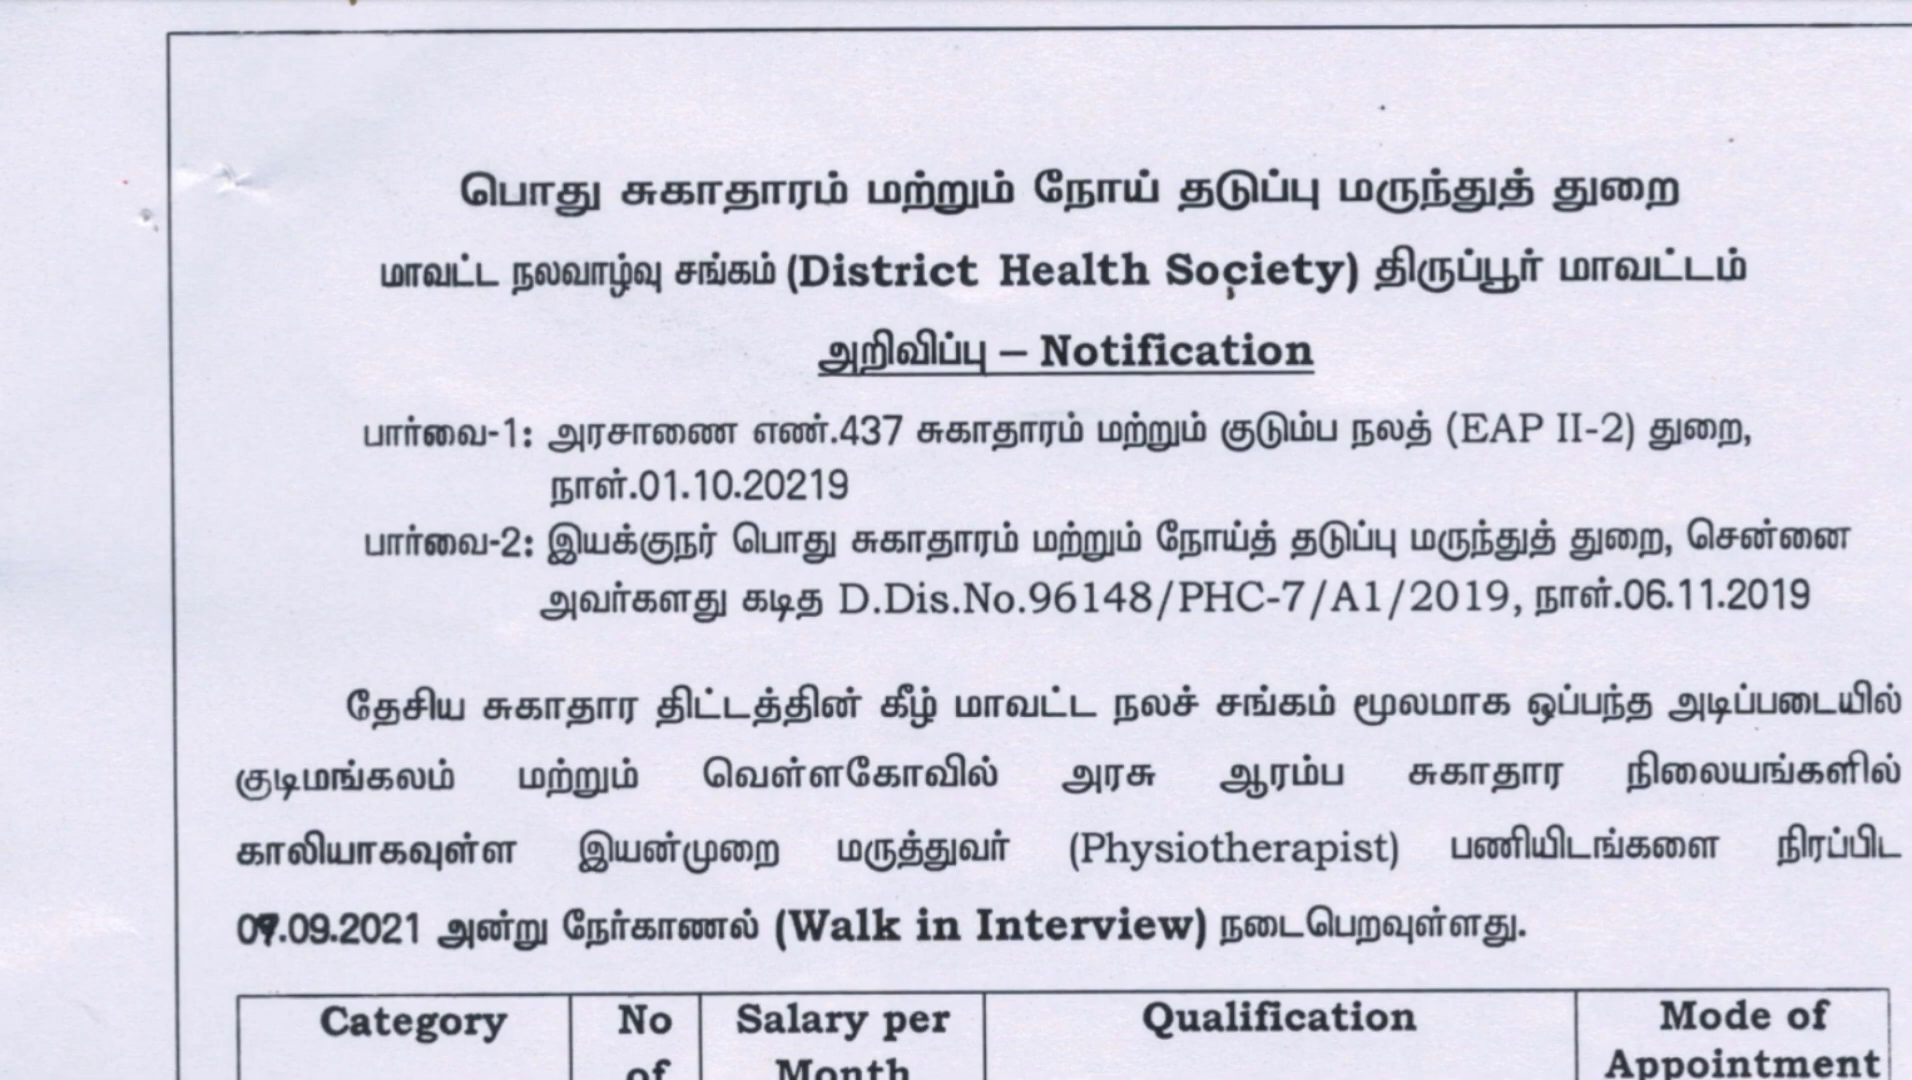 பொது சுகாதாரம் மற்றும் நோய் தடுப்பு மருந்துத் துறை
மாவட்ட நலவாழ்வு சங்கம் (District Health Society) திருப்பூர் மாவட்டம்
அறிவிப்பு – Notification
பார்வை-1: அரசாணை எண்.437 சுகாதாரம் மற்றும் குடும்ப நலத் (EAP II-2) துறை,
நாள்.01.10.20219
பார்வை-2: இயக்குநர் பொது சுகாதாரம் மற்றும் நோய்த் தடுப்பு மருந்துத் துறை, சென்னை
அவர்களது கடித D.Dis.No.96148/PHC-7/A1/2019, நாள்.06.11.2019
தேசிய சுகாதார திட்டத்தின் கீழ் மாவட்ட நலச் சங்கம் மூலமாக ஒப்பந்த அடிப்படையில்
குடிமங்கலம் மற்றும் வெள்ளகோவில் அரசு ஆரம்ப சுகாதார நிலையங்களில்
காலியாகவுள்ள இயன்முறை மருத்துவர் (Physiotherapist) பணியிடங்களை நிரப்பிட
அன்று நேர்காணல் (Walk in Interview) நடைபெறவுள்ளது.
Category No Salary per Qualification Mode of
of Month Appointment